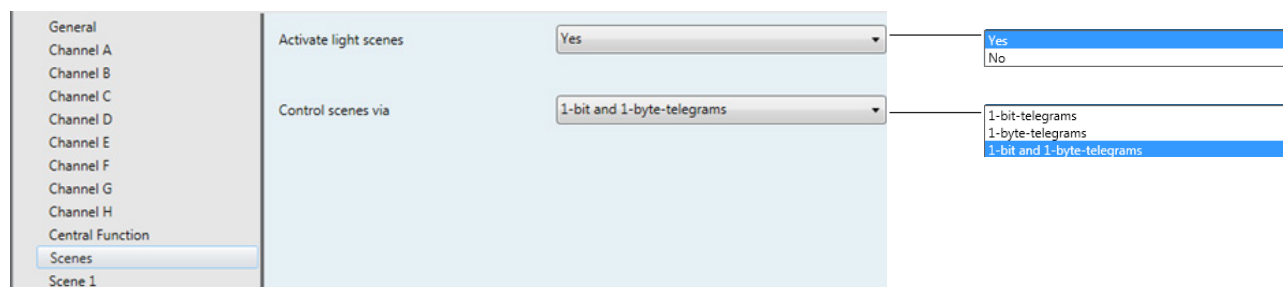 General
Channel A
Channel B
Channel C
Channel D
Channel E
Channel F
Channel G
Channel H
Central Function
Scenes
Scene 1
Activate light scenes
Yes
Yes
No
Control scenes via
1-bit and 1-byte-telegrams
1-bit-telegrams
1-byte-telegrams
1-bit and 1-byte-telegrams